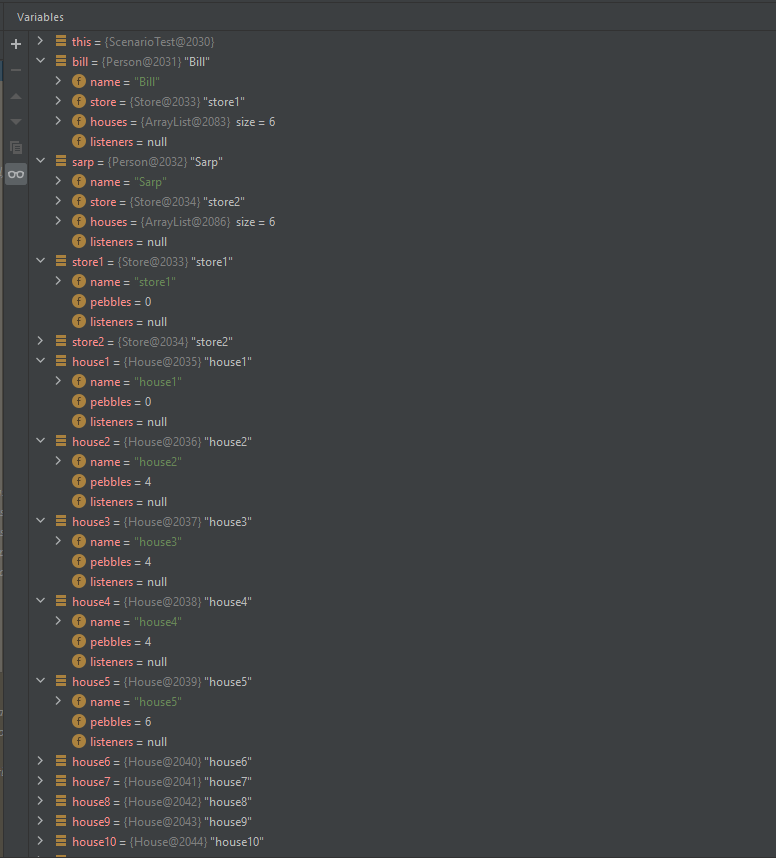 Variables
this = {ScenarioTest@2030}
bill = {Person@2031} "Bill"
f name = "Bill"
f store = {Store@2033} "store1"
f houses = {ArrayList@2083} size = 6
f listeners = null
sarp = {Person@2032} "Sarp"
f name = "Sarp"
f store = {Store@2034} "store2"
f houses = {ArrayList@2086} size = 6
f listeners = null
store1 = {Store@2033} "store1"
f name = "store1"
f pebbles = 0
f listeners = null
store2 = {Store@2034} "store2"
house1 = {House@2035} "house1"
f name = "house1"
f pebbles = 0
f listeners = null
house2 = {House@2036} "house2"
f name = "house2"
f pebbles = 4
f listeners = null
house3 = {House@2037} "house3"
f name = "house3"
f pebbles = 4
f listeners = null
house4 = {House@2038} "house4"
f name = "house4"
f pebbles = 4
f listeners = null
house5 = {House@2039} "house5"
f name = "house5"
f pebbles = 6
f listeners = null
house6 = {House@2040} "house6"
house7 = {House@2041} "house7"
house8 = {House@2042} "house8"
house9 = {House@2043} "house9"
house10 = {House@2044} "house10"